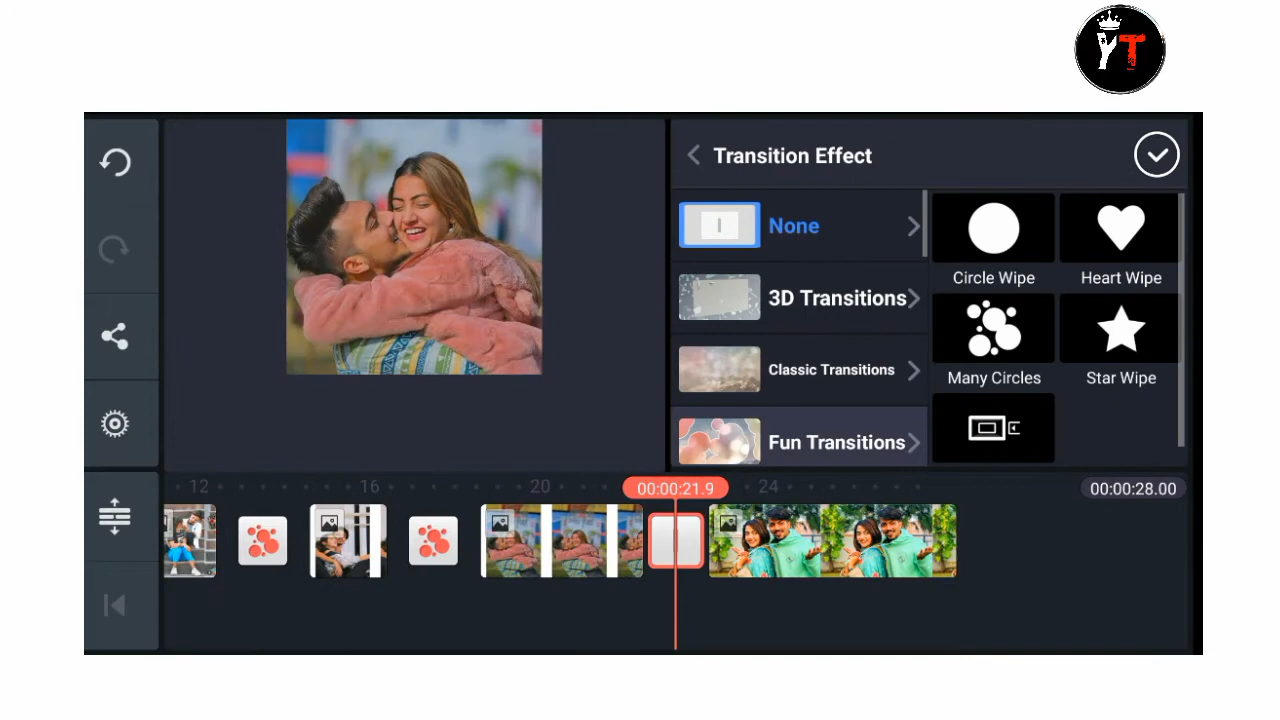 YT
Transition Effect
None
3D Transitions
Classic Transitions
Fun Transitions
Circle Wipe
Heart Wipe
Many Circles
Star Wipe
12
16
20
00:00:21.9
24
00:00:28.00